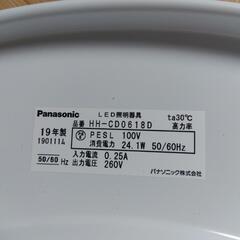 Panasonic LED照明器具 ta30℃
品番 HH-CD0618D 高力率
19年製
190111A
PESL 100V
消費電力 24.1W 50/60Hz
50/60 Hz
入力電流 0.25A
出力電圧 260V
パナソニック株式会社